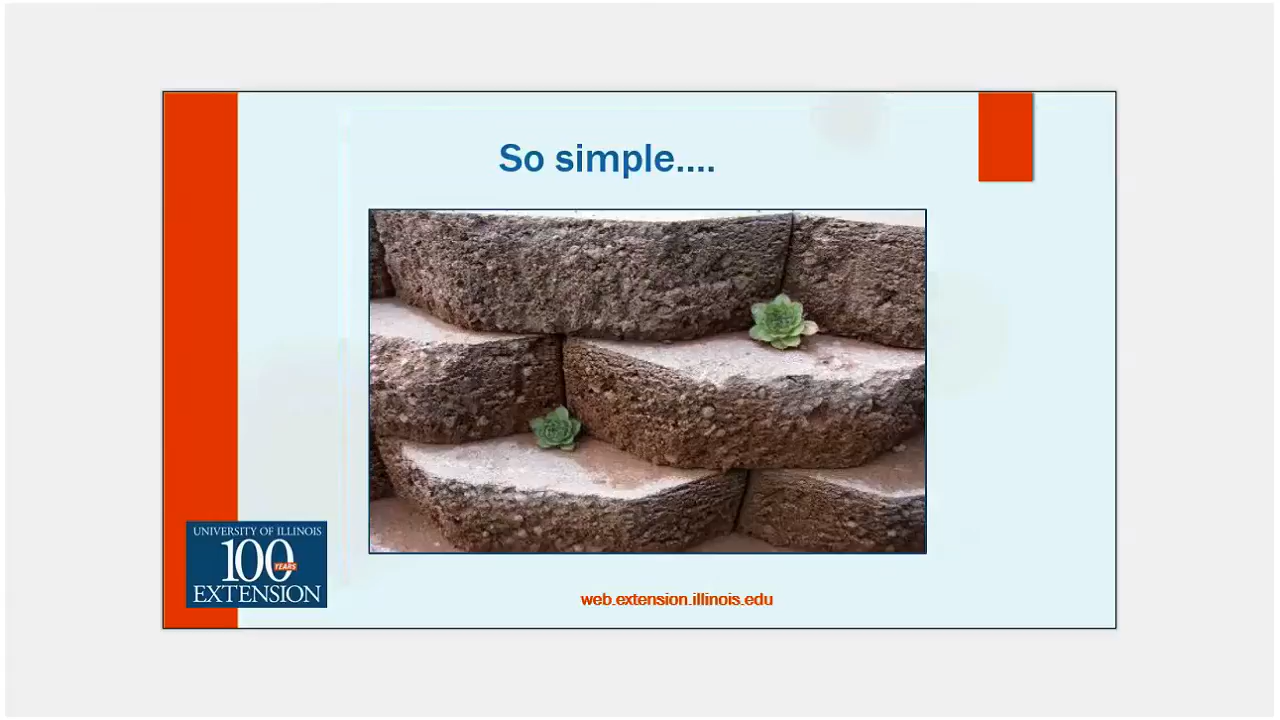 So simple....
UNIVERSITY OF ILLINOIS
100
YEARS
EXTENSION
web.extension.illinois.edu